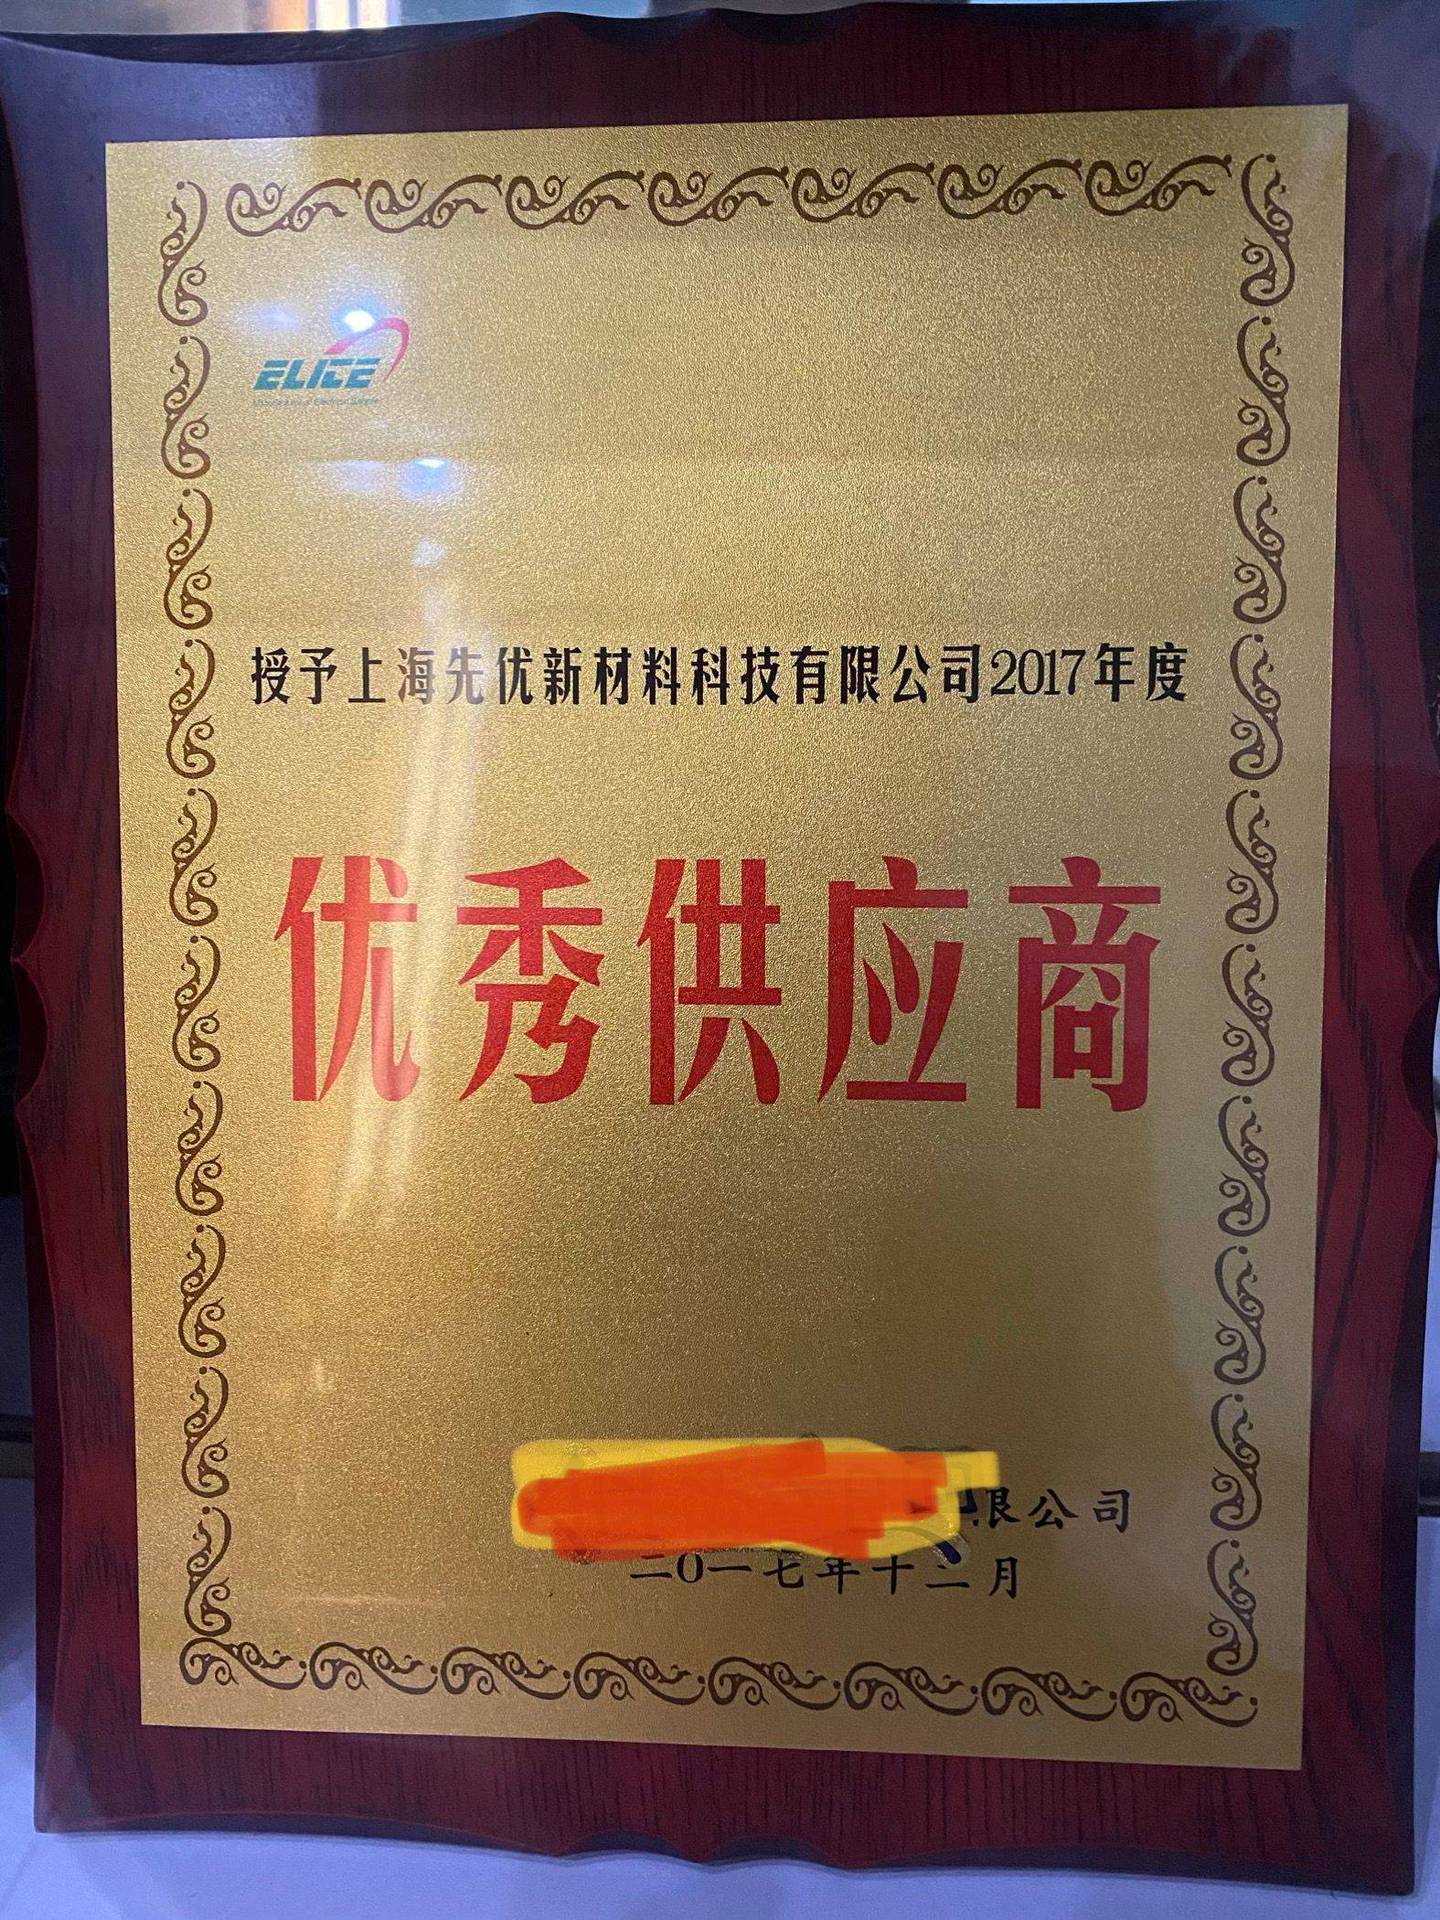 ELITE
授予上海先优新材料科技有限公司2017年度
优秀供应商
限公司
二〇一七年十二月